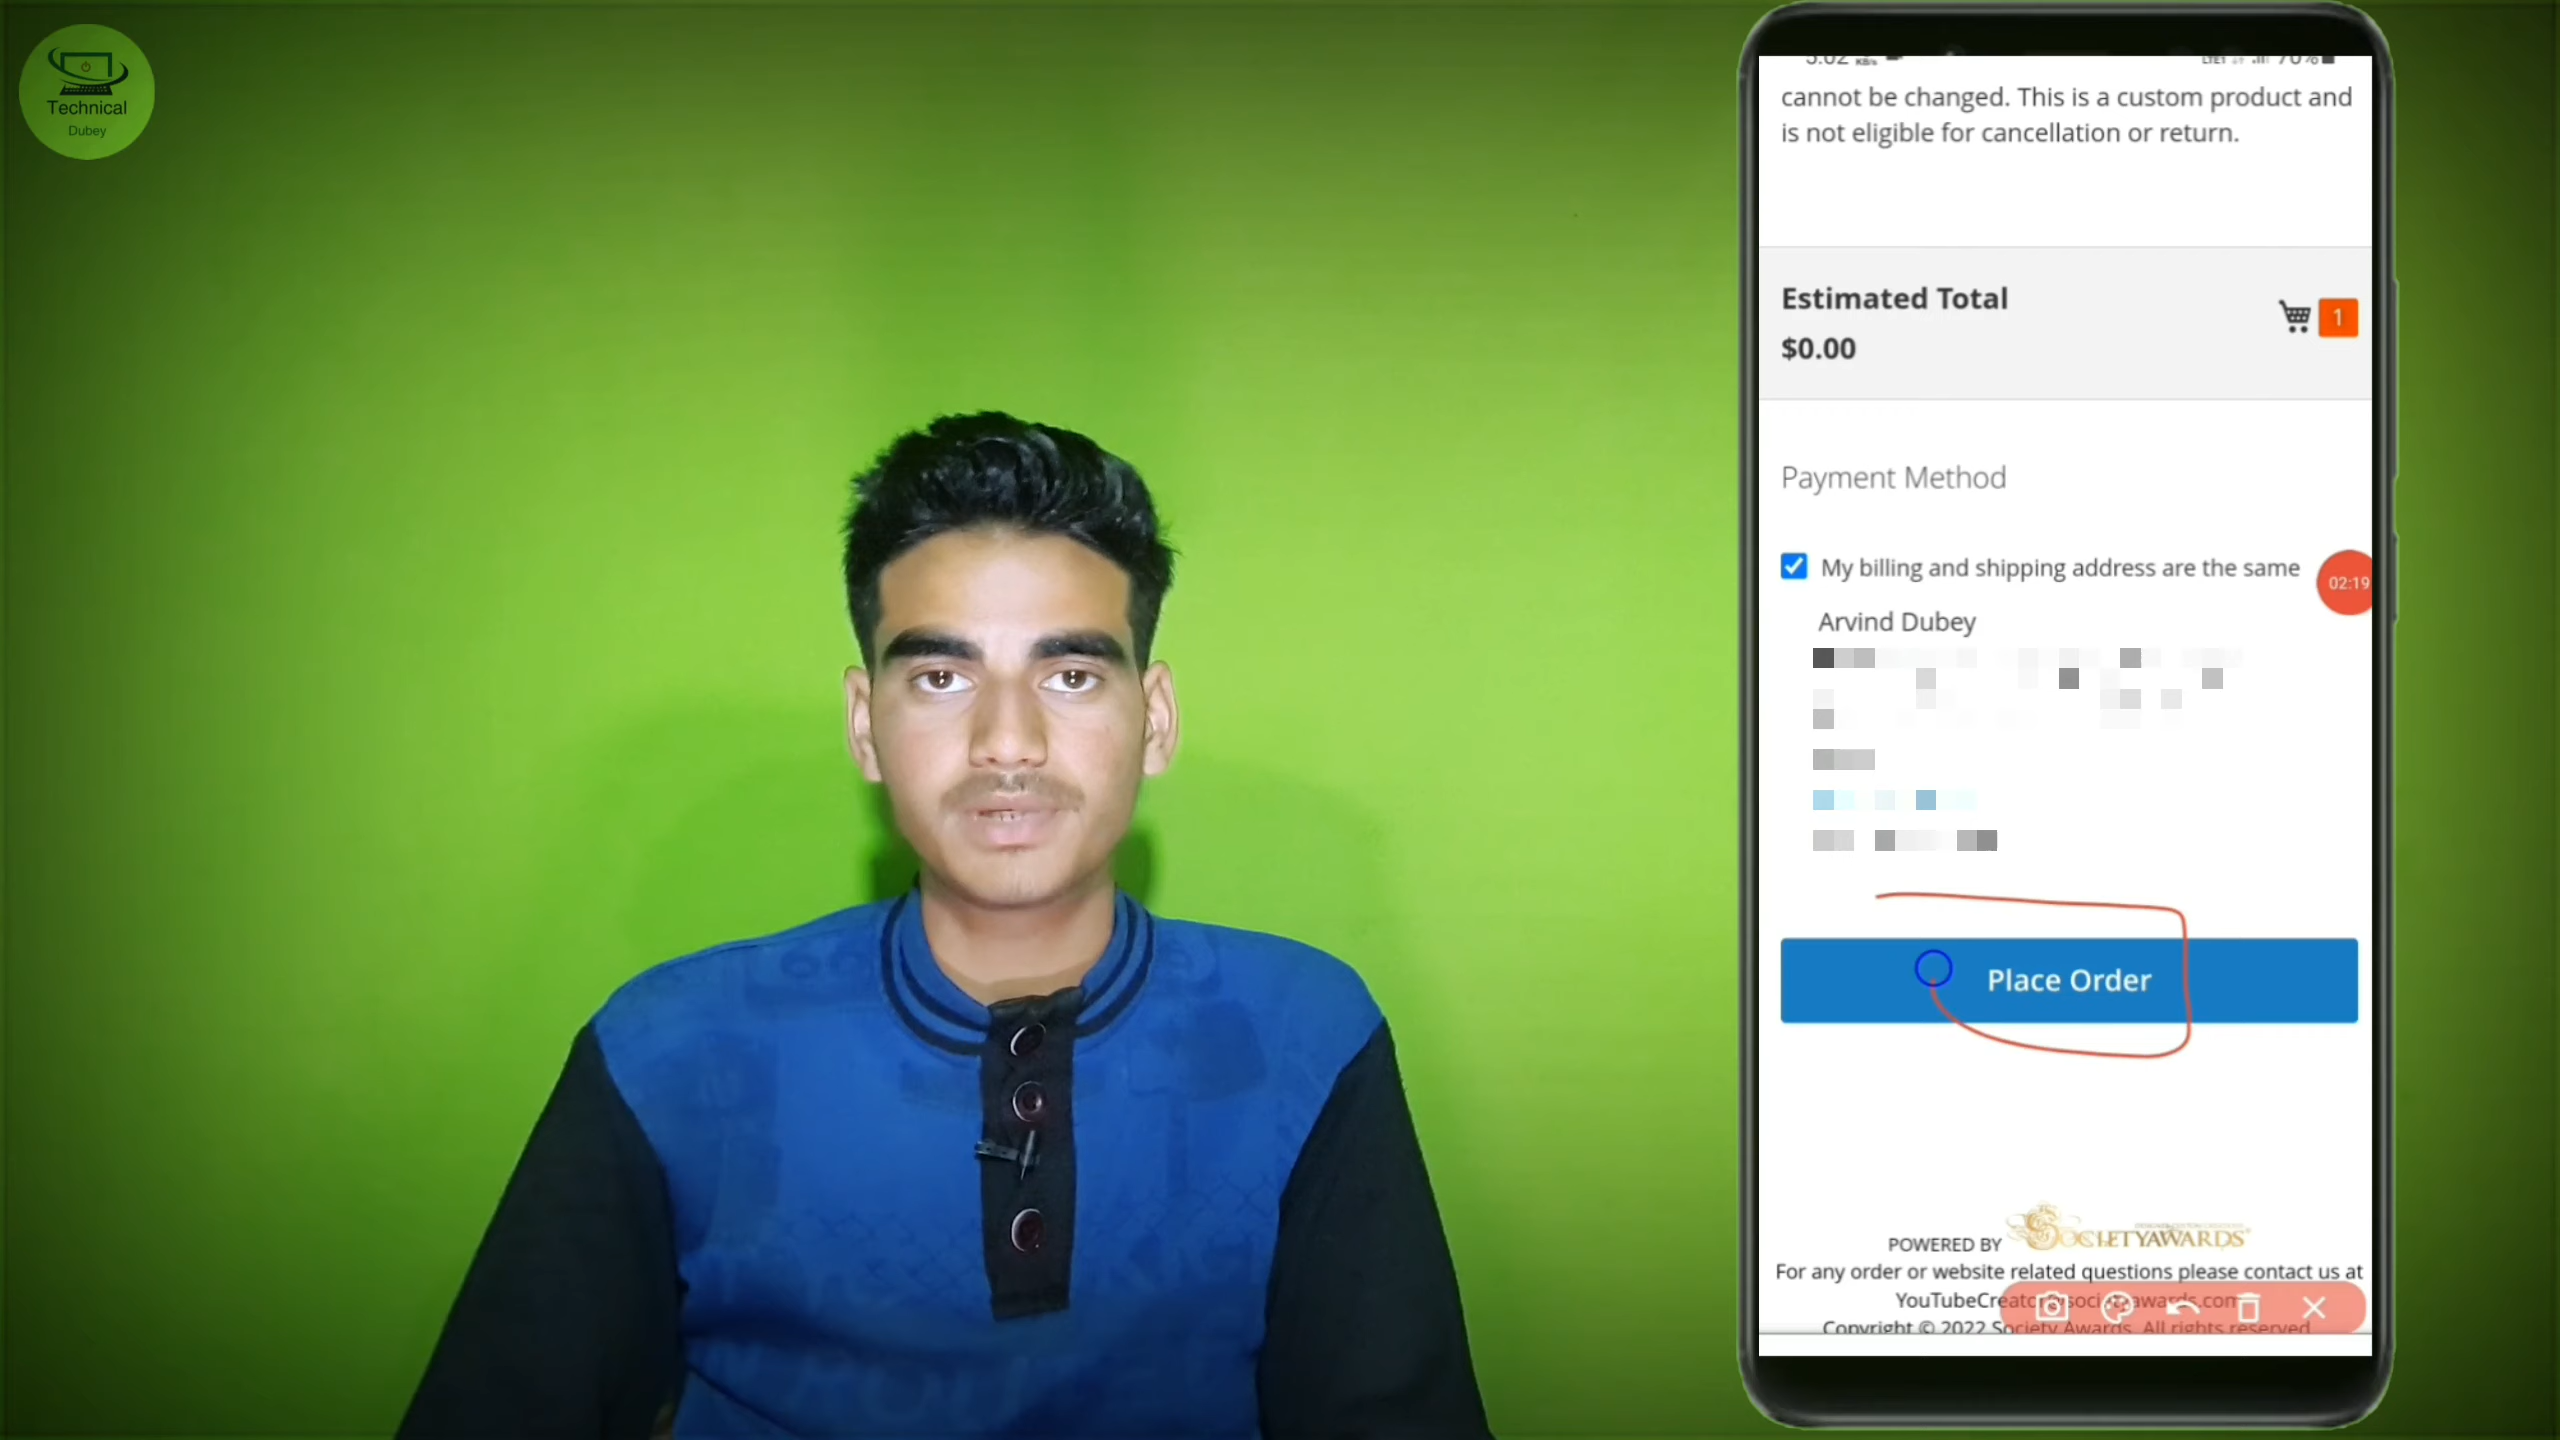 Technical
Dubey
cannot be changed. This is a custom product and
is not eligible for cancellation or return.
Estimated Total
1
$0.00
Payment Method
My billing and shipping address are the same
02:19
Arvind Dubey
Place Order
POWERED BY SOCIETYAWARDS
For any order or website related questions please contact us at
YouTubeCreator@societyawards.com
Copyright © 2022 Society Awards. All rights reserved